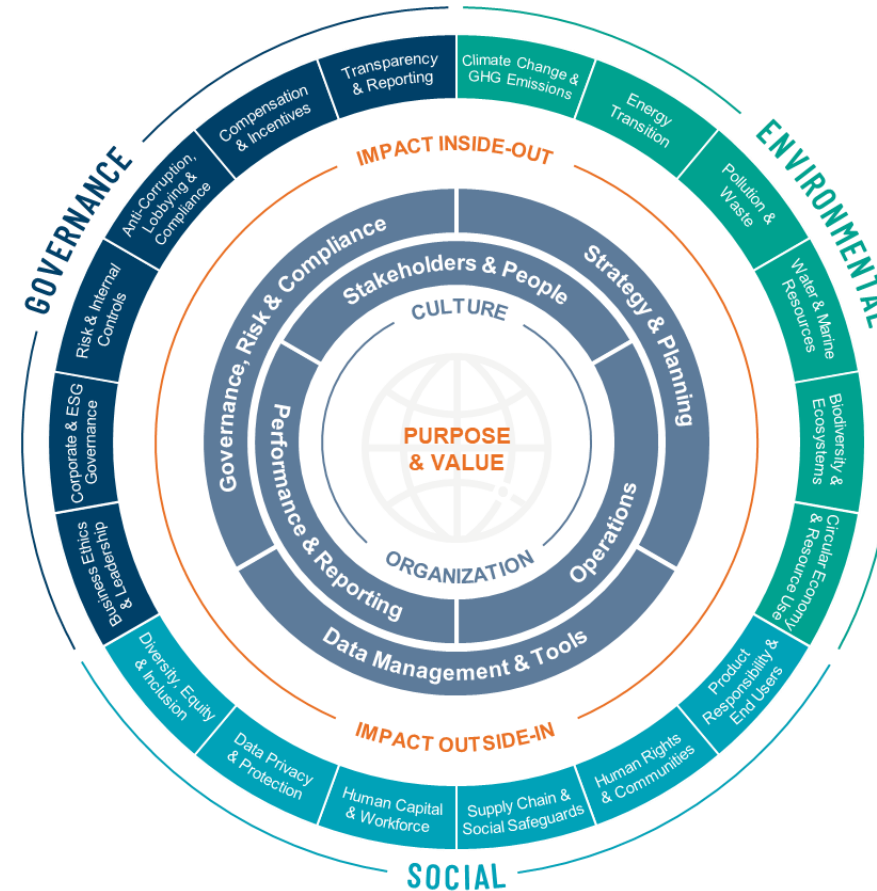 GOVERNANCE
ENVIRONMENTAL
SOCIAL
Transparency
& Reporting
Compensation
& Incentives
Anti-Corruption,
Lobbying &
Compliance
Risk & Internal
Controls
Corporate & ESG
Governance
Business Ethics
& Leadership
Climate Change &
GHG Emissions
Energy
Transition
Pollution &
Waste
Water & Marine
Resources
Biodiversity &
Ecosystems
Circular Economy
& Resource Use
Product
Responsibility &
End Users
Human Rights
& Communities
Supply Chain &
Social Safeguards
Human Capital
& Workforce
Data Privacy
& Protection
Diversity, Equity
& Inclusion
IMPACT INSIDE-OUT
Governance, Risk & Compliance
Strategy & Planning
Stakeholders & People
CULTURE
PURPOSE
& VALUE
ORGANIZATION
Performance & Reporting
Operations
Data Management & Tools
IMPACT OUTSIDE-IN